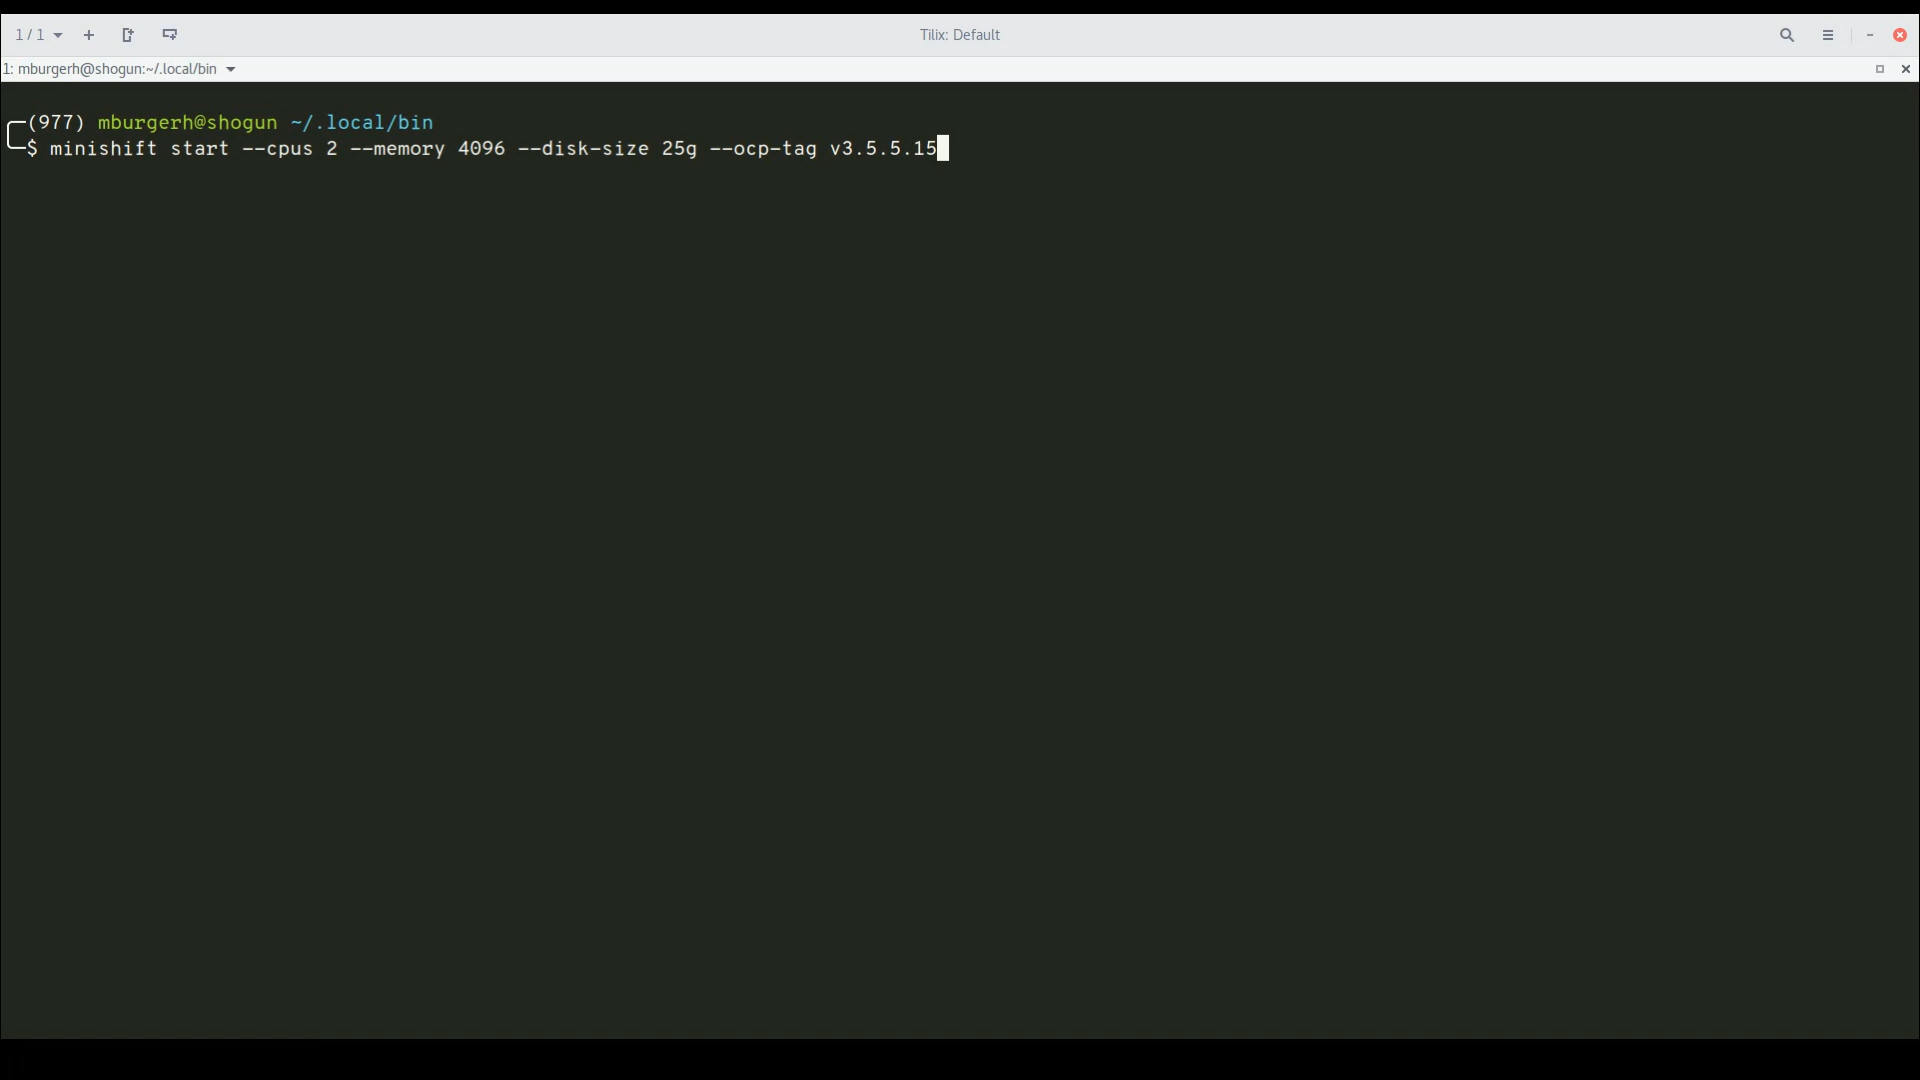 1 / 1
Tilix: Default
1: mburgerh@shogun:~/.local/bin
(977) mburgerh@shogun ~/.local/bin
$ minishift start --cpus 2 --memory 4096 --disk-size 25g --ocp-tag v3.5.5.15